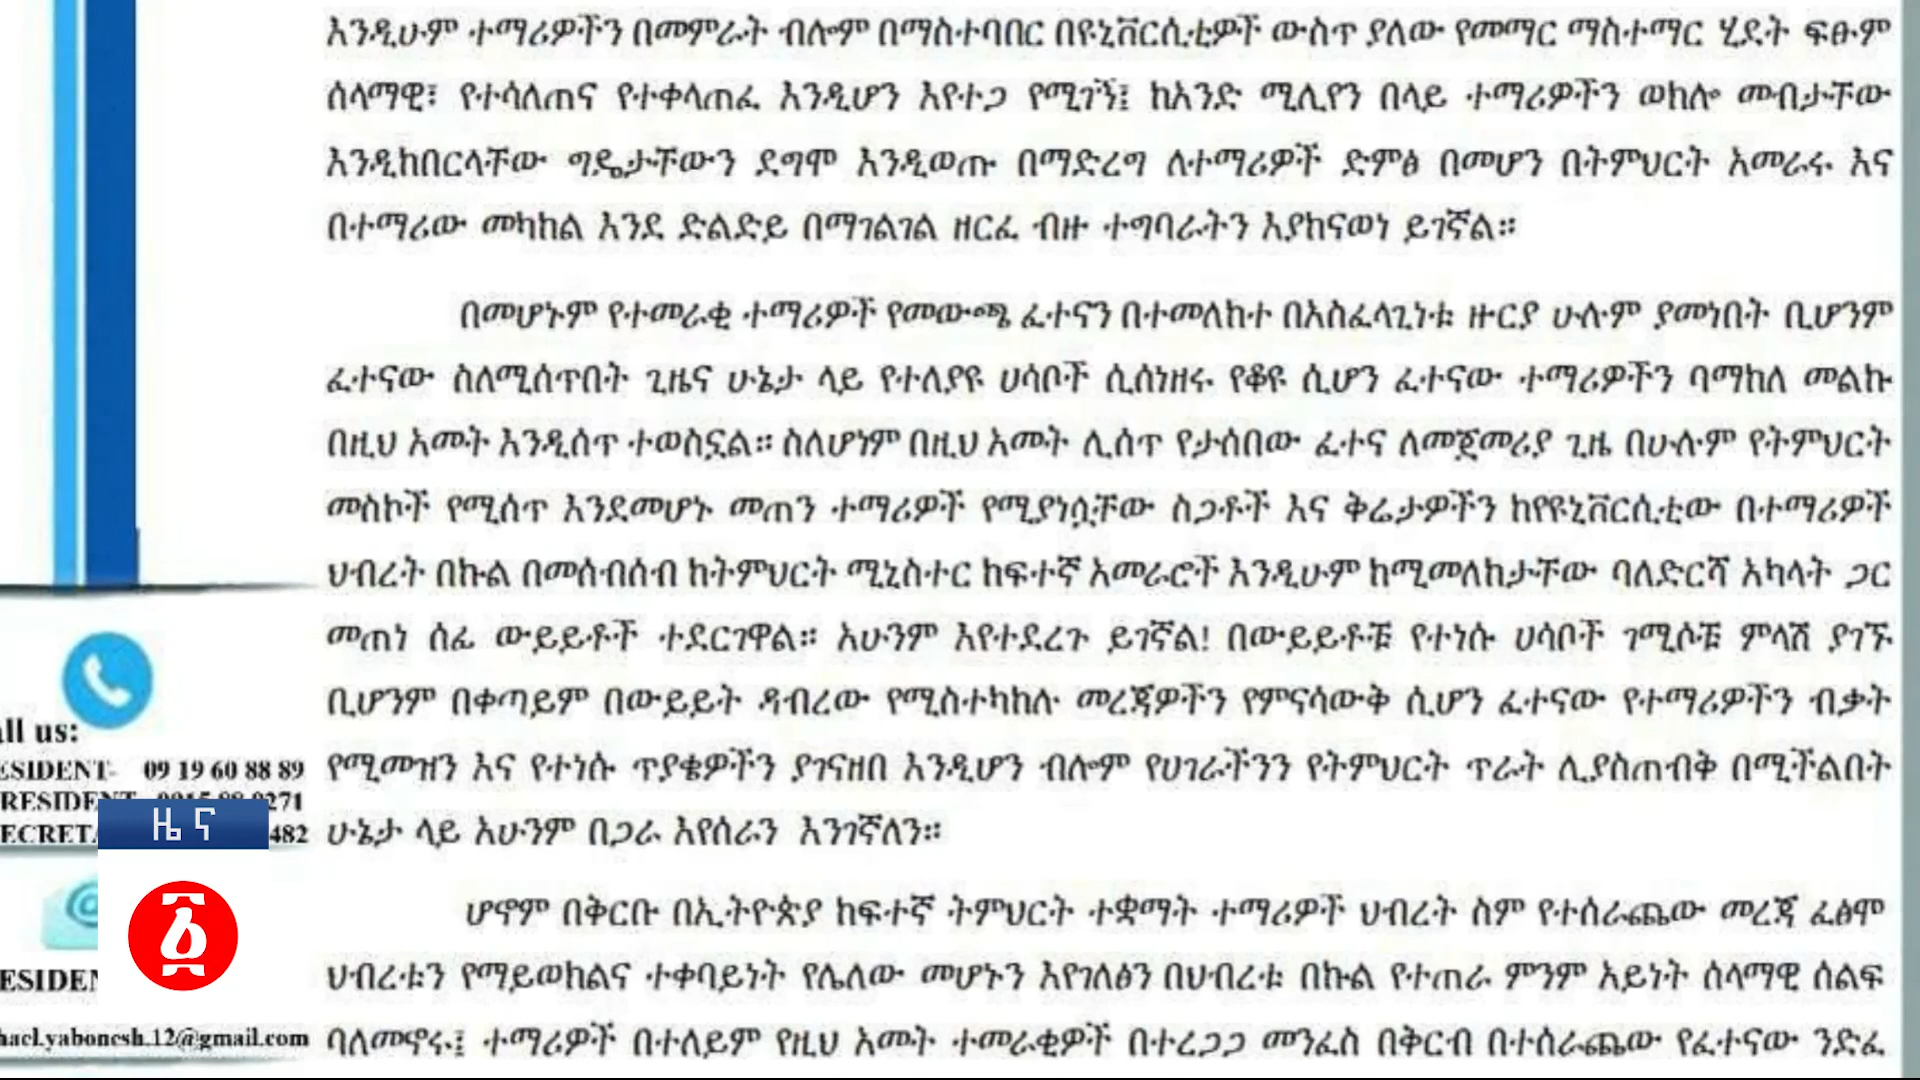 እንዲሁም ተማሪዎችን በመምራት ብሎም በማስተባበር በዩኒቨርሲቲዎች ውስጥ ያለው የመማር ማስተማር ሂደት ፍፁም
ሰላማዊ፣ የተሳለጠና የተቀላጠፈ እንዲሆን እየተጋ የሚገኝ፤ ከአንድ ሚሊየን በላይ ተማሪዎችን ወክሎ መብታቸው
እንዲከበርላቸው ግዴታቸውን ደግሞ እንዲወጡ በማድረግ ለተማሪዎች ድምፅ በመሆን በትምህርት አመራሩ እና
በተማሪው መካከል እንደ ድልድይ በማገልገል ዘርፈ ብዙ ተግባራትን እያከናወነ ይገኛል።
በመሆኑም የተመራቂ ተማሪዎች የመውጫ ፈተናን በተመለከተ በአስፈላጊነቱ ዙርያ ሁሉም ያመነበት ቢሆንም
ፈተናው ስለሚሰጥበት ጊዜና ሁኔታ ላይ የተለያዩ ሀሳቦች ሲሰነዘሩ የቆዩ ሲሆን ፈተናው ተማሪዎችን ባማከለ መልኩ
በዚህ አመት እንዲሰጥ ተወስኗል። ስለሆነም በዚህ አመት ሊሰጥ የታሰበው ፈተና ለመጀመሪያ ጊዜ በሁሉም የትምህርት
መስኮች የሚሰጥ እንደመሆኑ መጠን ተማሪዎች የሚያነሷቸው ስጋቶች እና ቅሬታዎችን ከየዩኒቨርሲቲው በተማሪዎች
ህብረት በኩል በመሰብሰብ ከትምህርት ሚኒስተር ከፍተኛ አመራሮች እንዲሁም ከሚመለከታቸው ባለድርሻ አካላት ጋር
መጠነ ሰፊ ውይይቶች ተደርገዋል። አሁንም እየተደረጉ ይገኛል! በውይይቶቹ የተነሱ ሀሳቦች ገሚሶቹ ምላሽ ያገኙ
ቢሆንም በቀጣይም በውይይት ዳብረው የሚስተካከሉ መረጃዎችን የምናሳውቅ ሲሆን ፈተናው የተማሪዎችን ብቃት
የሚመዝን እና የተነሱ ጥያቄዎችን ያገናዘበ እንዲሆን ብሎም የሀገራችንን የትምህርት ጥራት ሊያስጠብቅ በሚችልበት
ሁኔታ ላይ አሁንም በጋራ እየሰራን እንገኛለን።
ሆኖም በቅርቡ በኢትዮጵያ ከፍተኛ ትምህርት ተቋማት ተማሪዎች ህብረት ስም የተሰራጨው መረጃ ፈፅሞ
ህብረቱን የማይወክልና ተቀባይነት የሌለው መሆኑን እየገለፅን በህብረቱ በኩል የተጠራ ምንም አይነት ሰላማዊ ሰልፍ
ባለመኖሩ፤ ተማሪዎች በተለይም የዚህ አመት ተመራቂዎች በተረጋጋ መንፈስ በቅርብ በተሰራጨው የፈተናው ንድፈ
ll us:
ESIDENT- 09 19 60 88 89
RESIDENT 271
ECRETA 482
ዜና
@
ESIDEN
hael.yabonesh.12@gmail.com